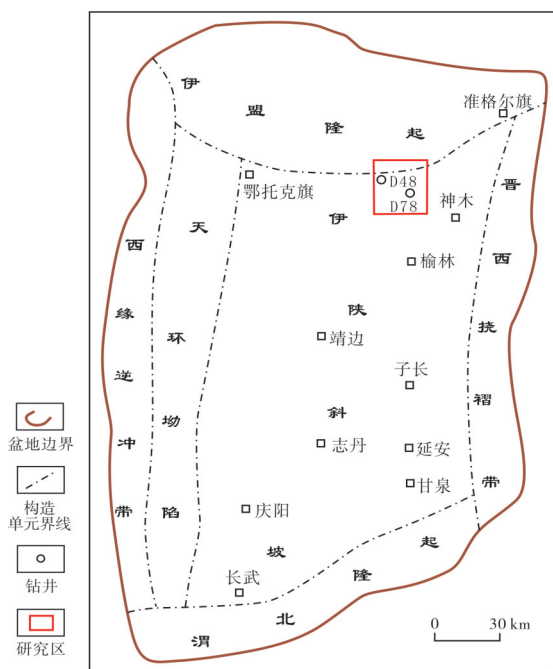 伊盟隆起
准格尔旗
鄂托克旗
D48
D78
神木
榆林
靖边
子长
志丹
延安
甘泉
庆阳
长武
西缘逆冲带
天环坳陷
伊陕斜坡
晋西挠褶带
渭北隆起
盆地边界
构造
单元界线
钻井
研究区
0 30 km